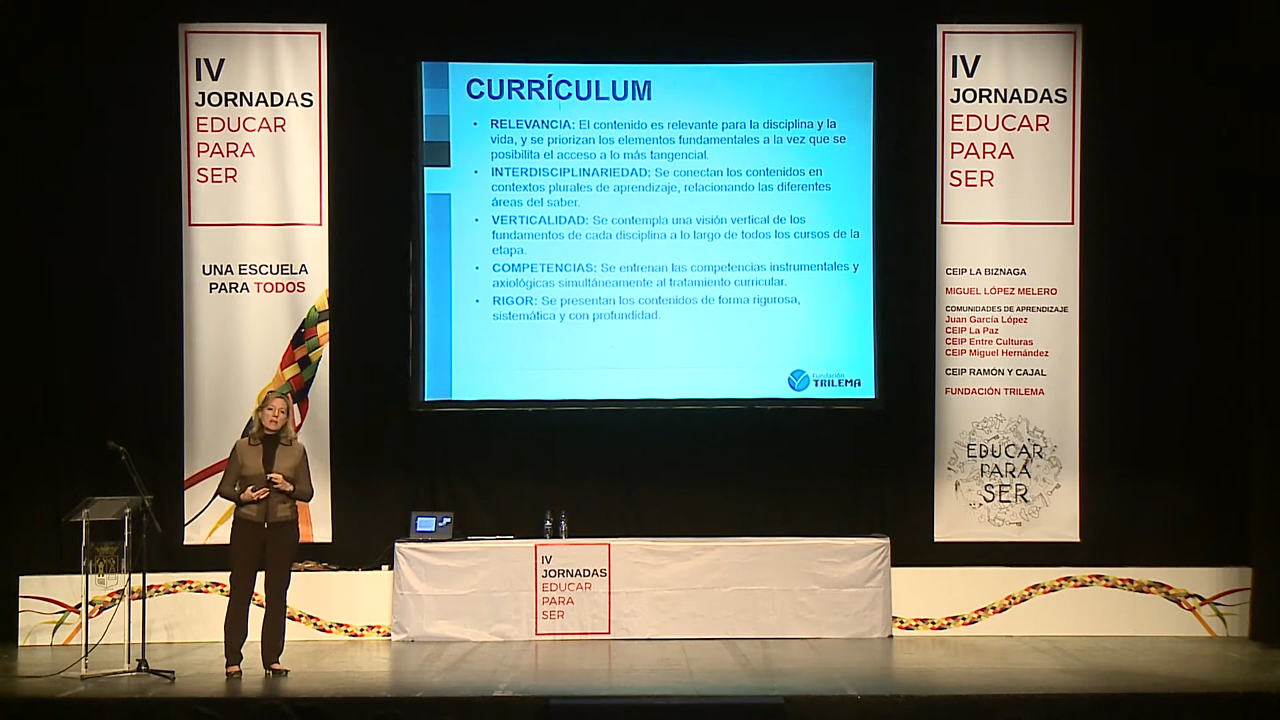 IV
JORNADAS
EDUCAR
PARA
SER
UNA ESCUELA
PARA TODOS
CURRÍCULUM
• RELEVANCIA: El contenido es relevante para la disciplina y la
vida, y se priorizan los elementos fundamentales a la vez que se
posibilita el acceso a lo más tangencial.
• INTERDISCIPLINARIEDAD: Se conectan los contenidos en
contextos plurales de aprendizaje, relacionando las diferentes
áreas del saber.
• VERTICALIDAD: Se contempla una visión vertical de los
fundamentos de cada disciplina a lo largo de todos los cursos de la
etapa.
• COMPETENCIAS: Se entrenan las competencias instrumentales y
axiológicas simultáneamente al tratamiento curricular.
• RIGOR: Se presentan los contenidos de forma rigurosa,
sistemática y con profundidad.
Fundación
TRILEMA
IV
JORNADAS
EDUCAR
PARA
SER
CEIP LA BIZNAGA
MIGUEL LÓPEZ MELERO
COMUNIDADES DE APRENDIZAJE
Juan García López
CEIP La Paz
CEIP Entre Culturas
CEIP Miguel Hernández
CEIP RAMÓN Y CAJAL
FUNDACIÓN TRILEMA
EDUCAR
PARA
SER
IV
JORNADAS
EDUCAR
PARA
SER